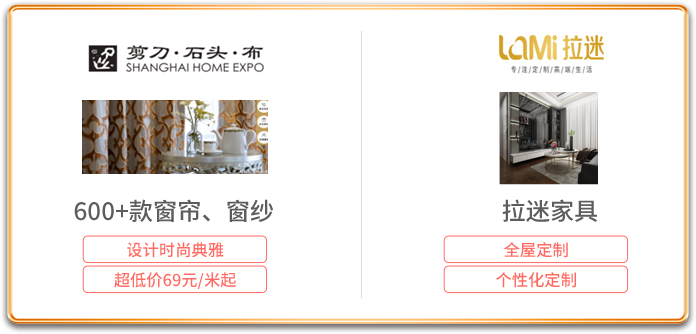 剪刀·石头·布
SHANGHAI HOME EXPO
600+款窗帘、窗纱
设计时尚典雅
超低价69元/米起
LaMi 拉迷
专/注/定/制/高/端/生/活
拉迷家具
全屋定制
个性化定制